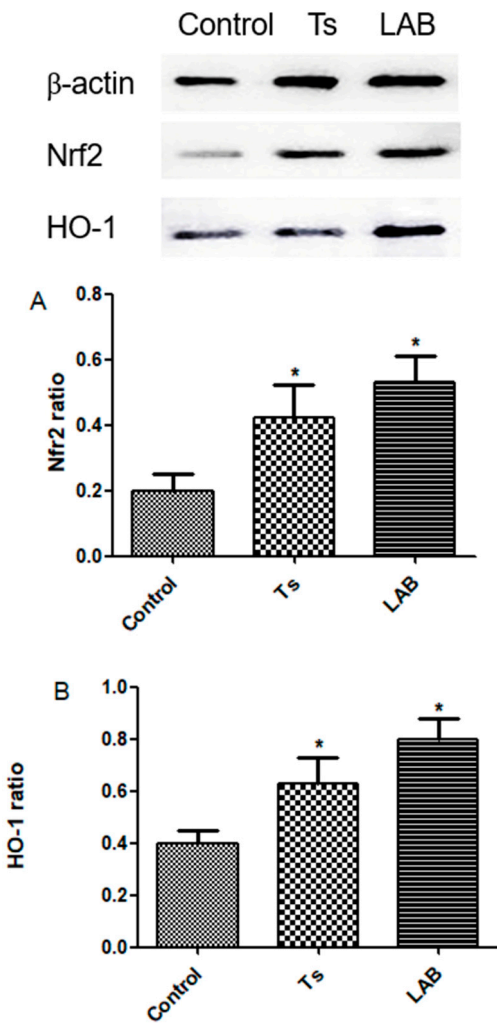 Control Ts LAB
β-actin
Nrf2
HO-1
A
0.8
0.6
0.4
0.2
0.0
Nfr2 ratio
* *
Control Ts LAB
B
1.0
0.8
0.6
0.4
0.2
0.0
HO-1 ratio
* *
Control Ts LAB